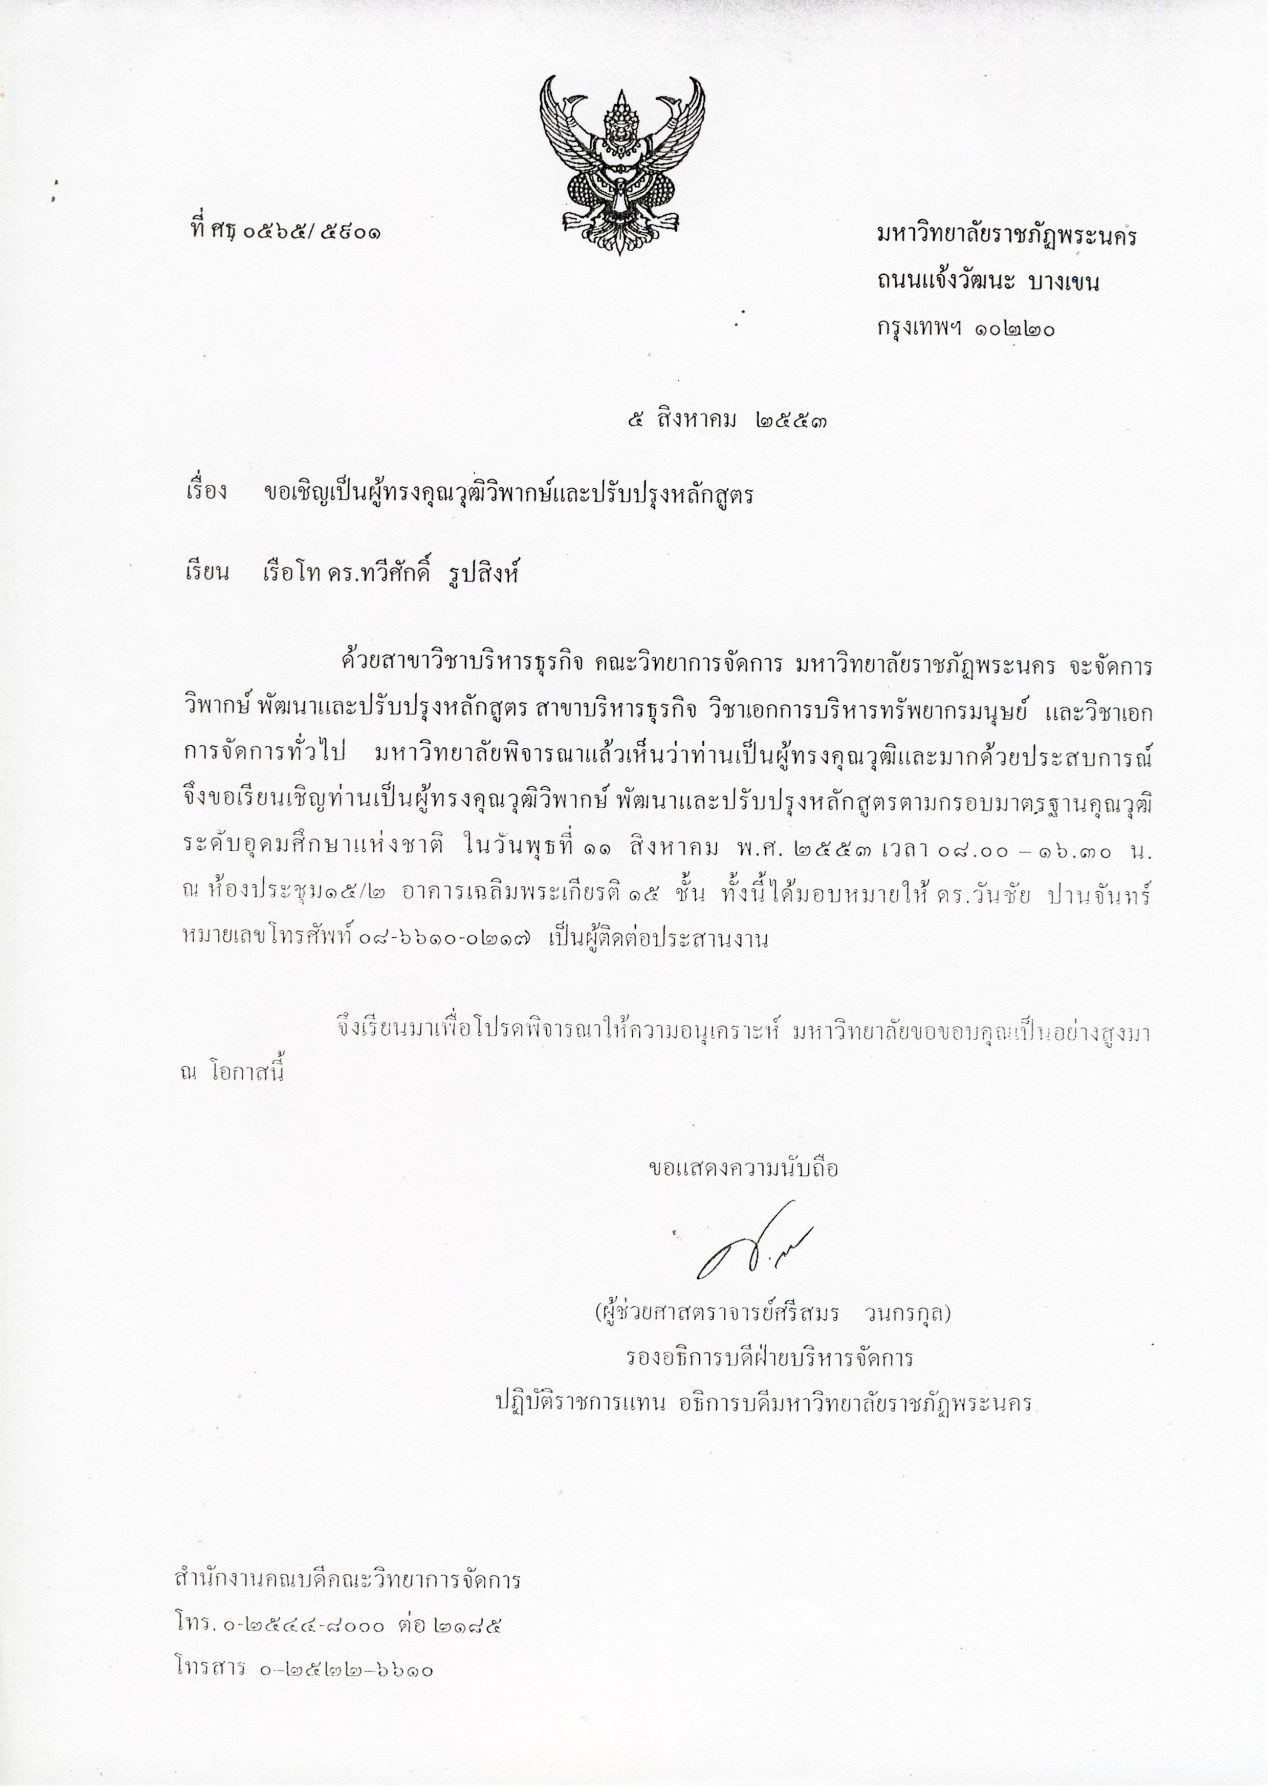 ที่ ศธ ๐๕๖๕/ ๕๘๐๑
มหาวิทยาลัยราชภัฏพระนคร
ถนนแจ้งวัฒนะ บางเขน
กรุงเทพฯ ๑๐๒๒๐
๕ สิงหาคม ๒๕๕๓
เรื่อง ขอเชิญเป็นผู้ทรงคุณวุฒิวิพากษ์และปรับปรุงหลักสูตร
เรียน เรือโท ดร.ทวีศักดิ์ รูปสิงห์
ด้วยสาขาวิชาบริหารธุรกิจ คณะวิทยาการจัดการ มหาวิทยาลัยราชภัฏพระนคร จะจัดการ
วิพากษ์ พัฒนาและปรับปรุงหลักสูตร สาขาบริหารธุรกิจ วิชาเอกการบริหารทรัพยากรมนุษย์ และวิชาเอก
การจัดการทั่วไป มหาวิทยาลัยพิจารณาแล้วเห็นว่าท่านเป็นผู้ทรงคุณวุฒิและมากด้วยประสบการณ์
จึงขอเรียนเชิญท่านเป็นผู้ทรงคุณวุฒิวิพากษ์ พัฒนาและปรับปรุงหลักสูตรตามกรอบมาตรฐานคุณวุฒิ
ระดับอุดมศึกษาแห่งชาติ ในวันพุธที่ ๑๑ สิงหาคม พ.ศ. ๒๕๕๓ เวลา ๐๘.๐๐ – ๑๖.๓๐ น.
ณ ห้องประชุม๑๕/๒ อาคารเฉลิมพระเกียรติ ๑๕ ชั้น ทั้งนี้ได้มอบหมายให้ ดร.วันชัย ปานจันทร์
หมายเลขโทรศัพท์ ๐๘-๖๖๑๐-๐๒๑๗ เป็นผู้ติดต่อประสานงาน
จึงเรียนมาเพื่อโปรดพิจารณาให้ความอนุเคราะห์ มหาวิทยาลัยขอขอบคุณเป็นอย่างสูงมา
ณ โอกาสนี้
ขอแสดงความนับถือ
(ผู้ช่วยศาสตราจารย์ศรีสมร วนกรกุล)
รองอธิการบดีฝ่ายบริหารจัดการ
ปฏิบัติราชการแทน อธิการบดีมหาวิทยาลัยราชภัฏพระนคร
สำนักงานคณบดีคณะวิทยาการจัดการ
โทร. ๐-๒๕๔๔-๘๐๐๐ ต่อ ๒๑๘๕
โทรสาร ๐-๒๕๒๒-๖๖๑๐